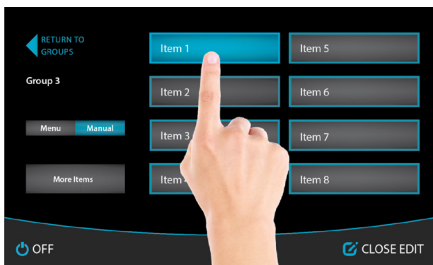 RETURN TO
GROUPS
Group 3
Menu Manual
More Items
Item 1
Item 2
Item 3
Item
Item 5
Item 6
Item 7
Item 8
OFF
CLOSE EDIT